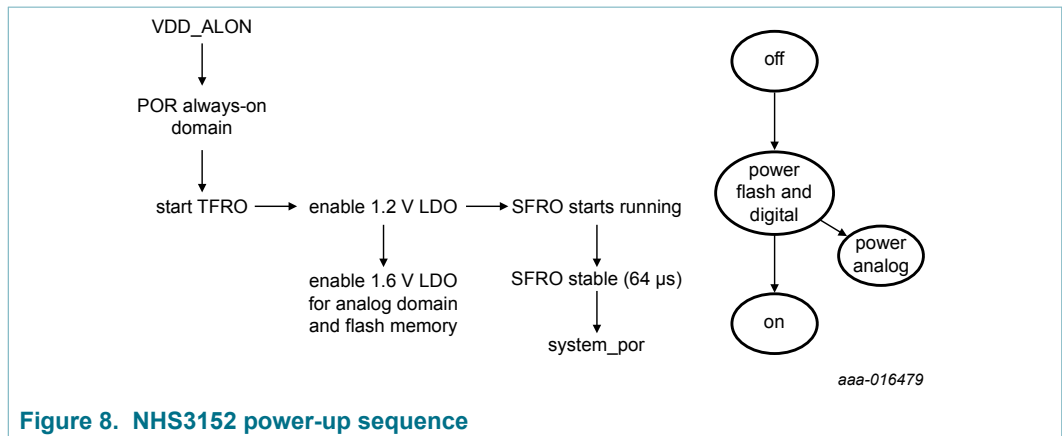 VDD_ALON
POR always-on
domain
start TFRO
enable 1.2 V LDO
SFRO starts running
enable 1.6 V LDO
for analog domain
and flash memory
SFRO stable (64 µs)
system_por
off
power
flash and
digital
power
analog
on
aaa-016479
Figure 8. NHS3152 power-up sequence